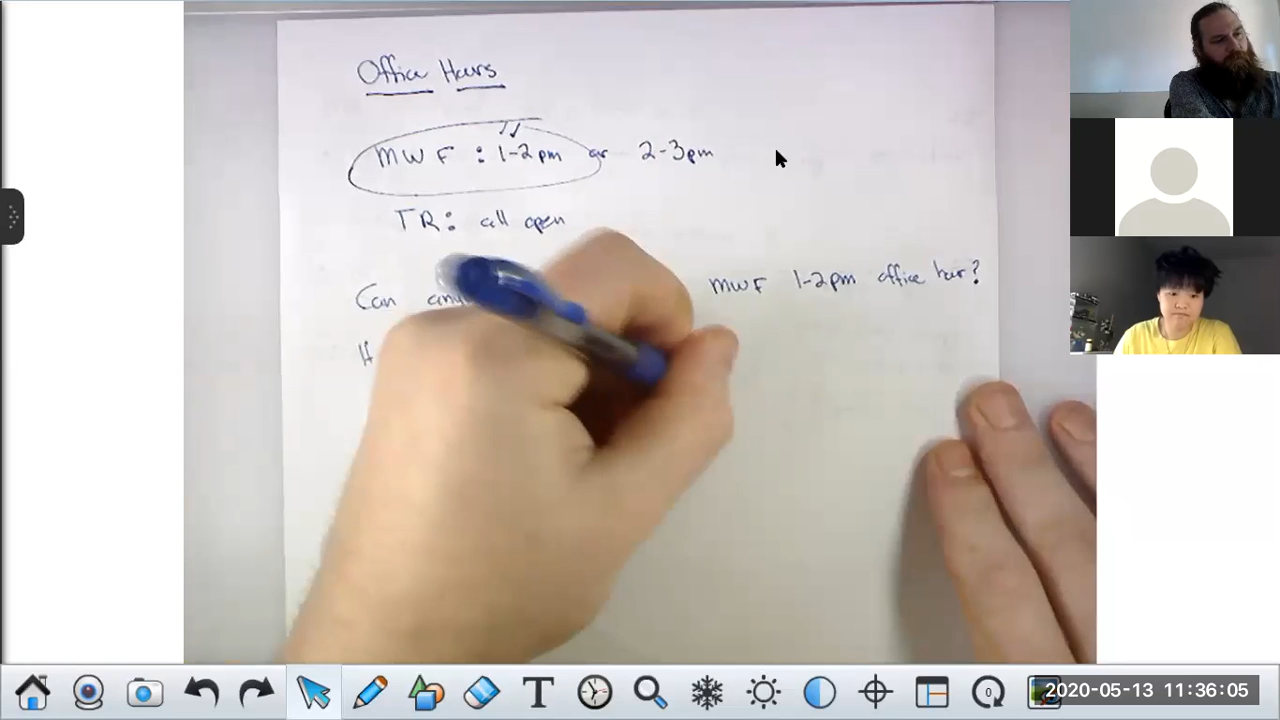 Office Hours
MWF : 1-2pm or 2-3pm
TR: all open
Can MWF 1-2pm office hour?
T
0
2020-05-13 11:36:05